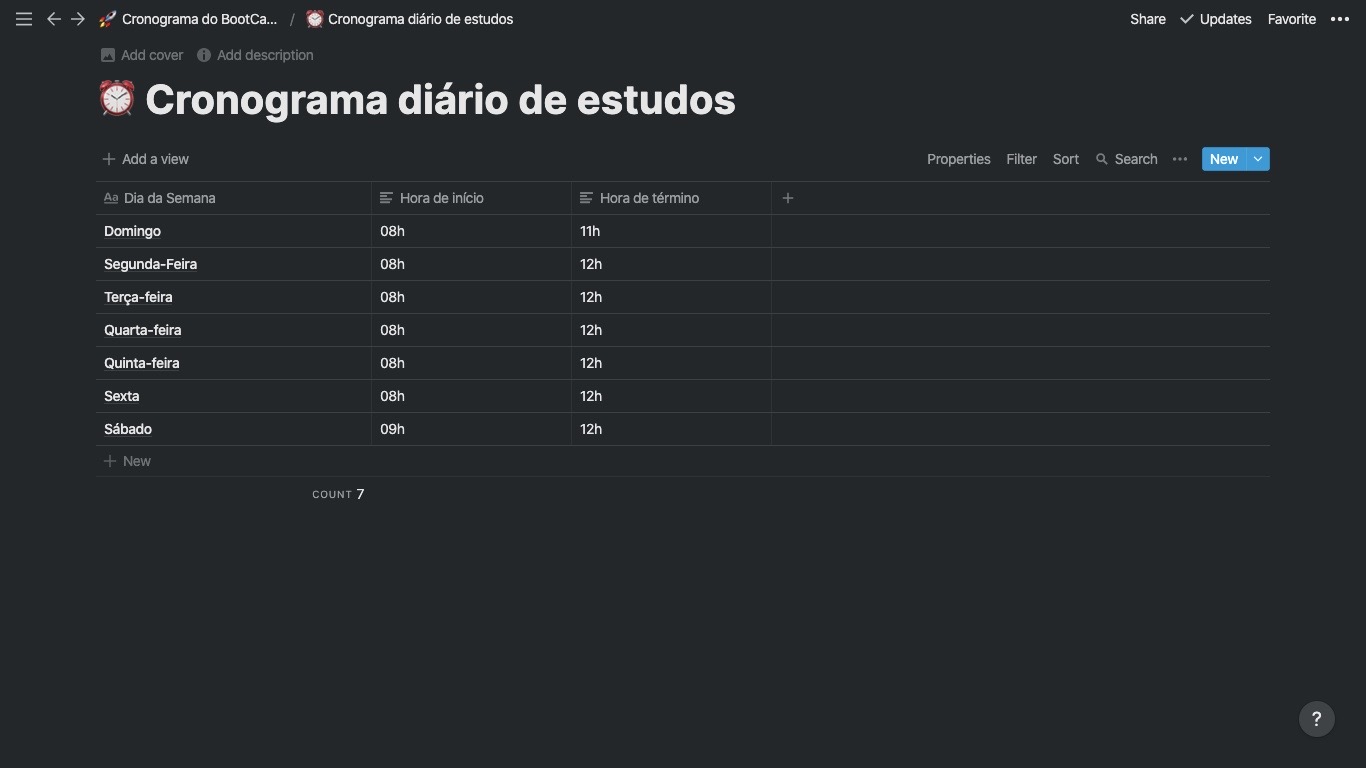 🚀 Cronograma do BootCa... / ⏰ Cronograma diário de estudos Share ✓ Updates Favorite •••
Add cover Add description
⏰ Cronograma diário de estudos
+ Add a view Properties Filter Sort Search ••• New
Aa Dia da Semana Hora de início Hora de término +
Domingo 08h 11h
Segunda-Feira 08h 12h
Terça-feira 08h 12h
Quarta-feira 08h 12h
Quinta-feira 08h 12h
Sexta 08h 12h
Sábado 09h 12h
+ New
COUNT 7
?